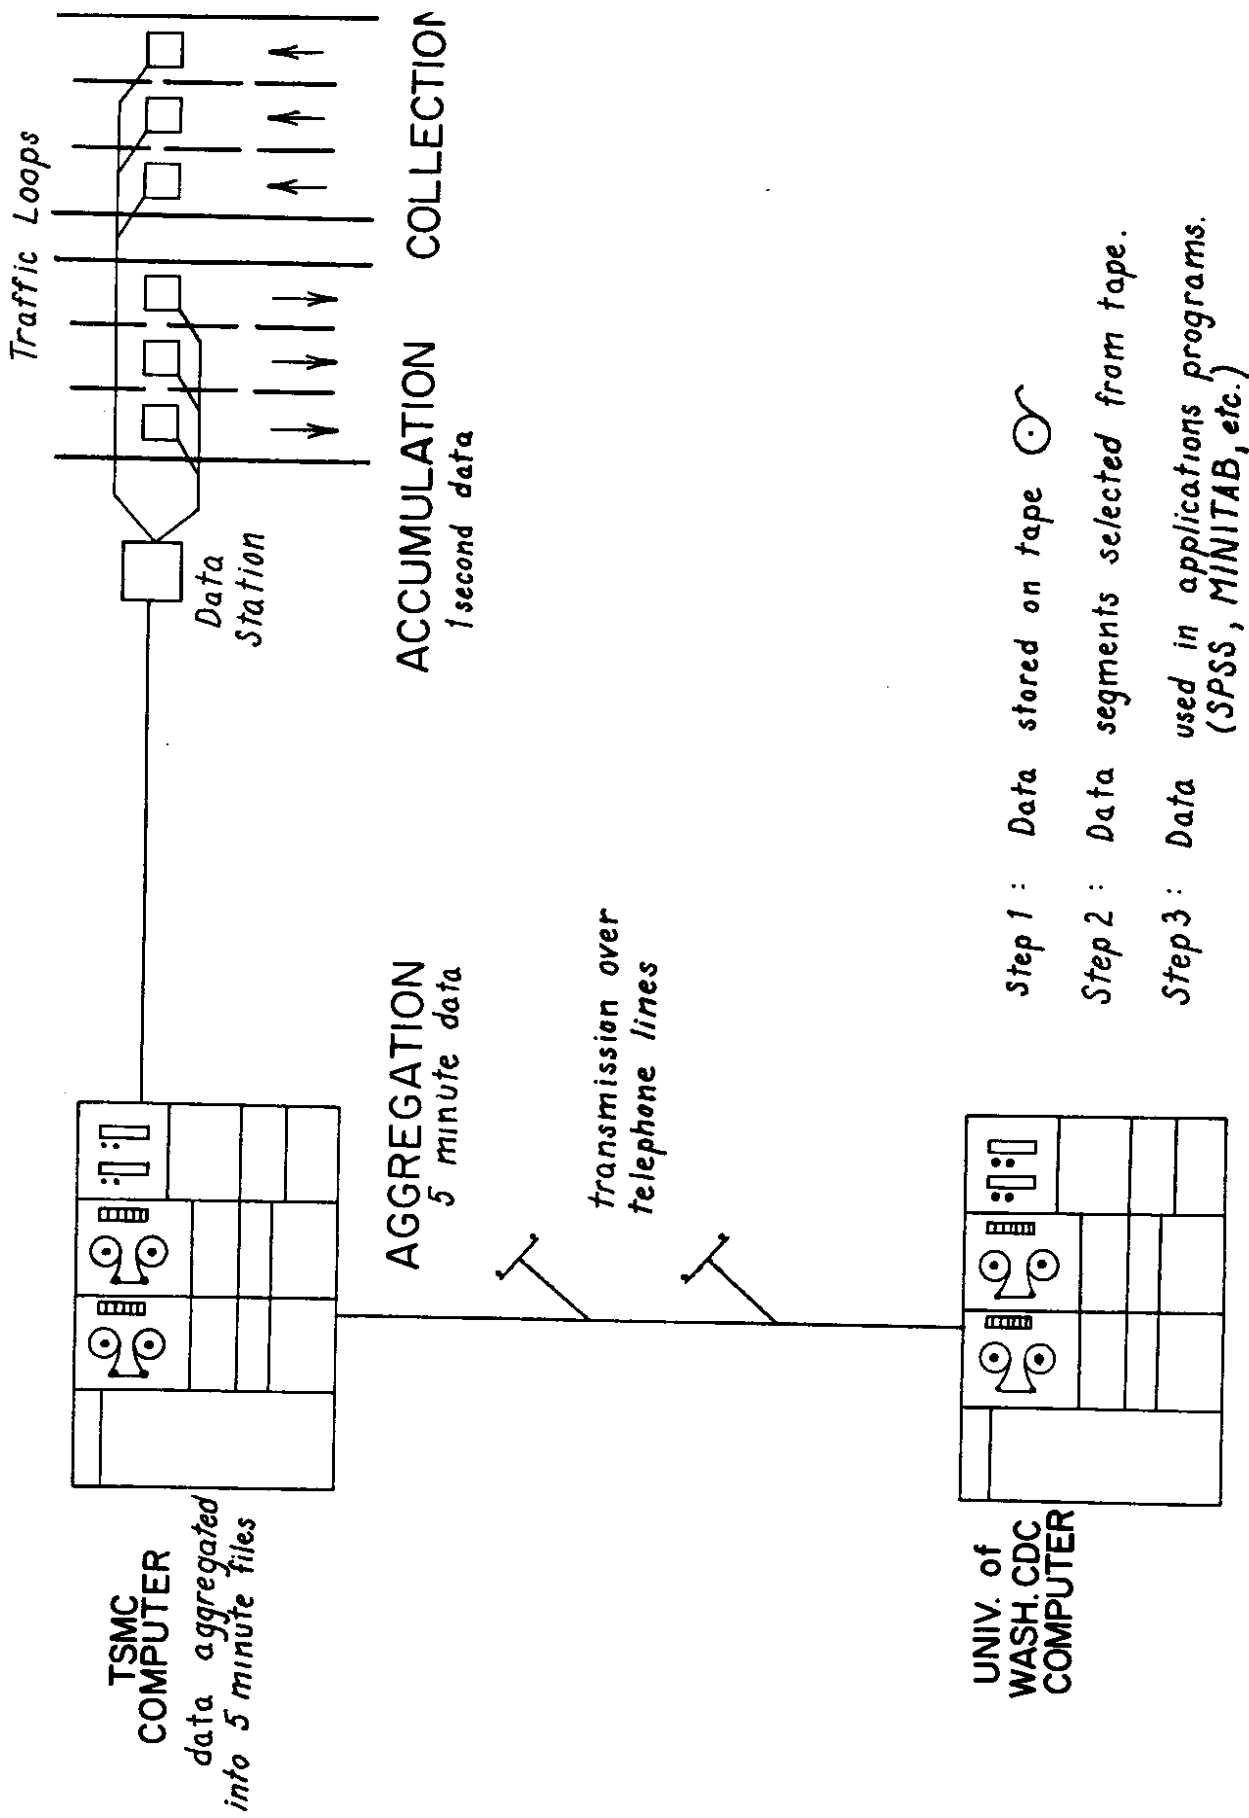 Traffic Loops
Data
Station
TSMC
COMPUTER
data aggregated
into 5 minute files
AGGREGATION
5 minute data
ACCUMULATION
1 second data
COLLECTION
transmission over
telephone lines
UNIV. of
WASH. CDC
COMPUTER
Step 1 : Data stored on tape
Step 2 : Data segments selected from tape.
Step 3 : Data used in applications programs.
(SPSS, MINITAB, etc.)